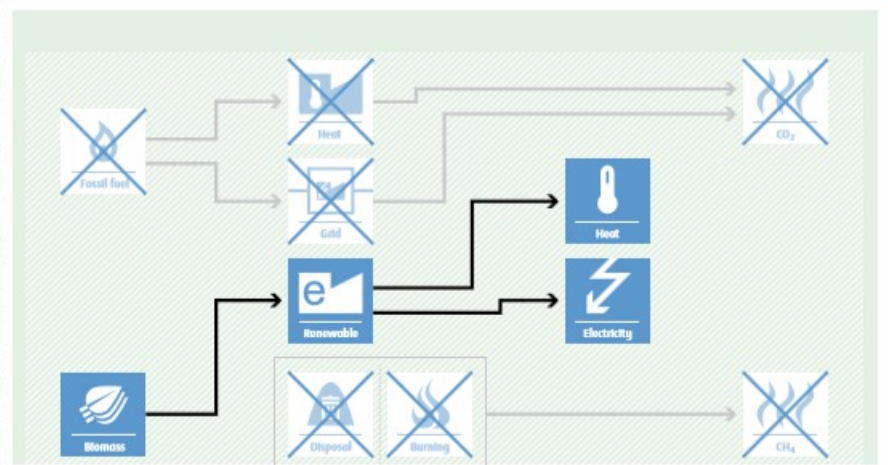 Heat
CO₂
Fossil fuel
Grid
Heat
e
Renewable
Electricity
Biomass
Disposal
Burning
CH₄